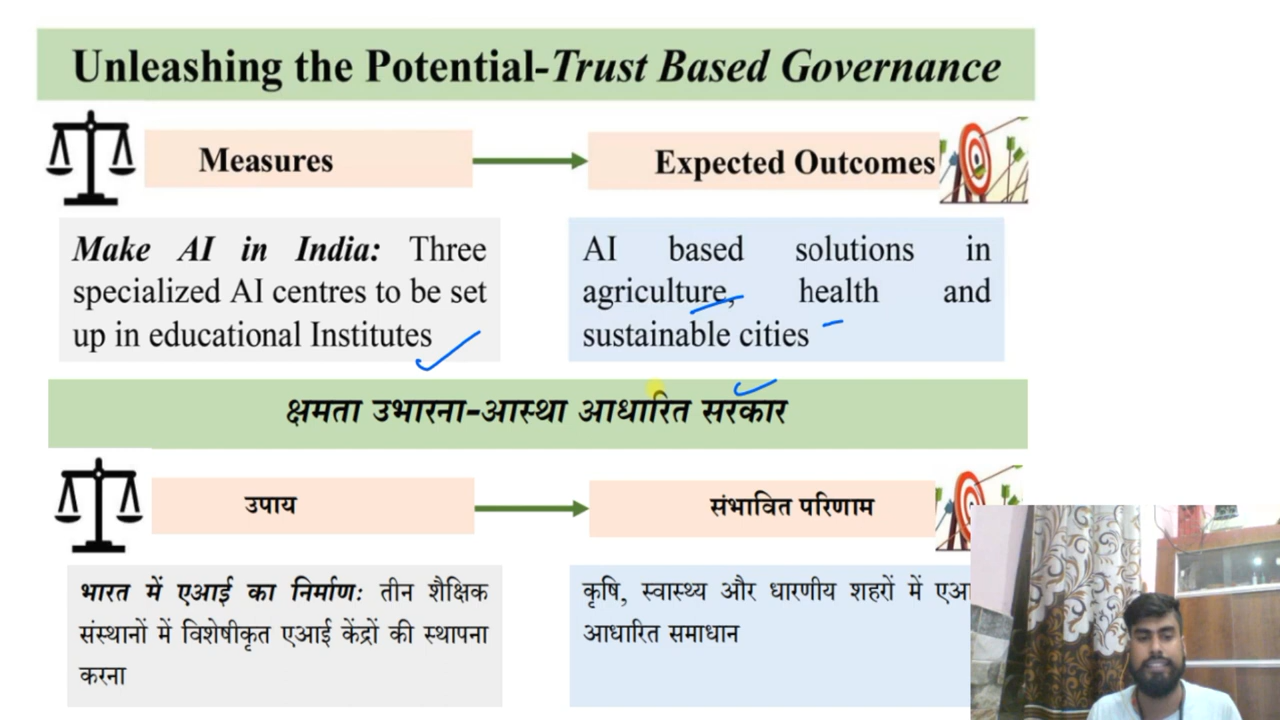 Unleashing the Potential-Trust Based Governance
Measures
Expected Outcomes
Make AI in India: Three
specialized AI centres to be set
up in educational Institutes
AI based solutions in
agriculture, health and
sustainable cities
क्षमता उभारना-आस्था आधारित सरकार
उपाय
संभावित परिणाम
भारत में एआई का निर्माण: तीन शैक्षिक
संस्थानों में विशेषीकृत एआई केंद्रों की स्थापना
करना
कृषि, स्वास्थ्य और धारणीय शहरों में
आधारित समाधान